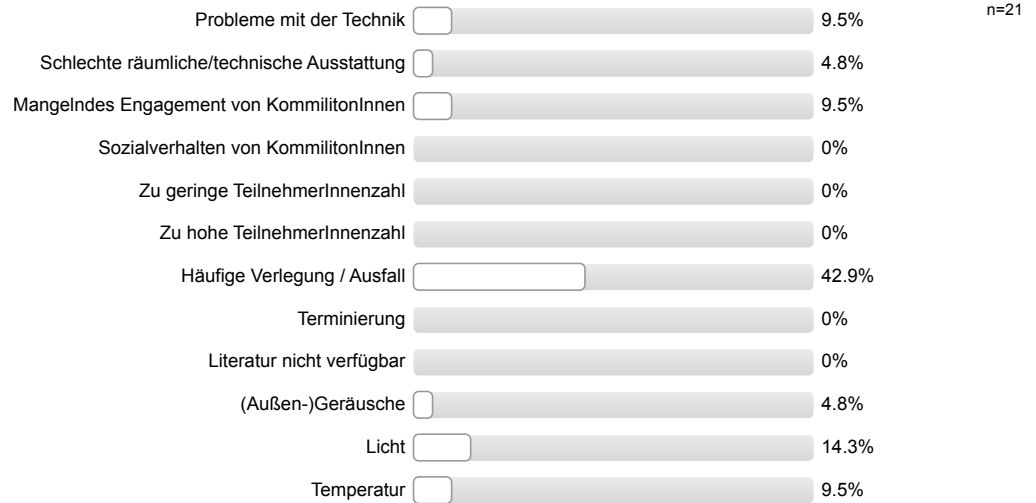 Probleme mit der Technik 9.5% n=21
Schlechte räumliche/technische Ausstattung 4.8%
Mangelndes Engagement von KommilitonInnen 9.5%
Sozialverhalten von KommilitonInnen 0%
Zu geringe TeilnehmerInnenzahl 0%
Zu hohe TeilnehmerInnenzahl 0%
Häufige Verlegung / Ausfall 42.9%
Terminierung 0%
Literatur nicht verfügbar 0%
(Außen-)Geräusche 4.8%
Licht 14.3%
Temperatur 9.5%